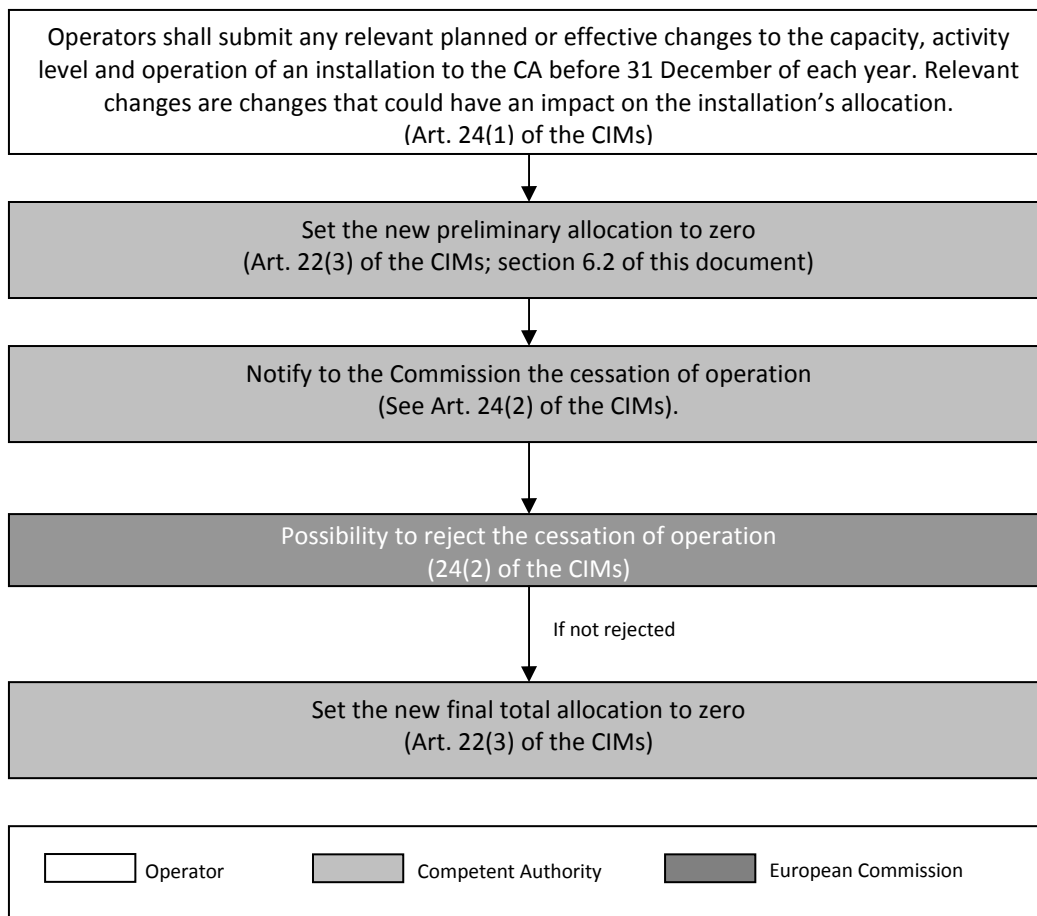 Operators shall submit any relevant planned or effective changes to the capacity, activity
level and operation of an installation to the CA before 31 December of each year. Relevant
changes are changes that could have an impact on the installation’s allocation.
(Art. 24(1) of the CIMs)
Set the new preliminary allocation to zero
(Art. 22(3) of the CIMs; section 6.2 of this document)
Notify to the Commission the cessation of operation
(See Art. 24(2) of the CIMs).
Possibility to reject the cessation of operation
(24(2) of the CIMs)
If not rejected
Set the new final total allocation to zero
(Art. 22(3) of the CIMs)
Operator
Competent Authority
European Commission